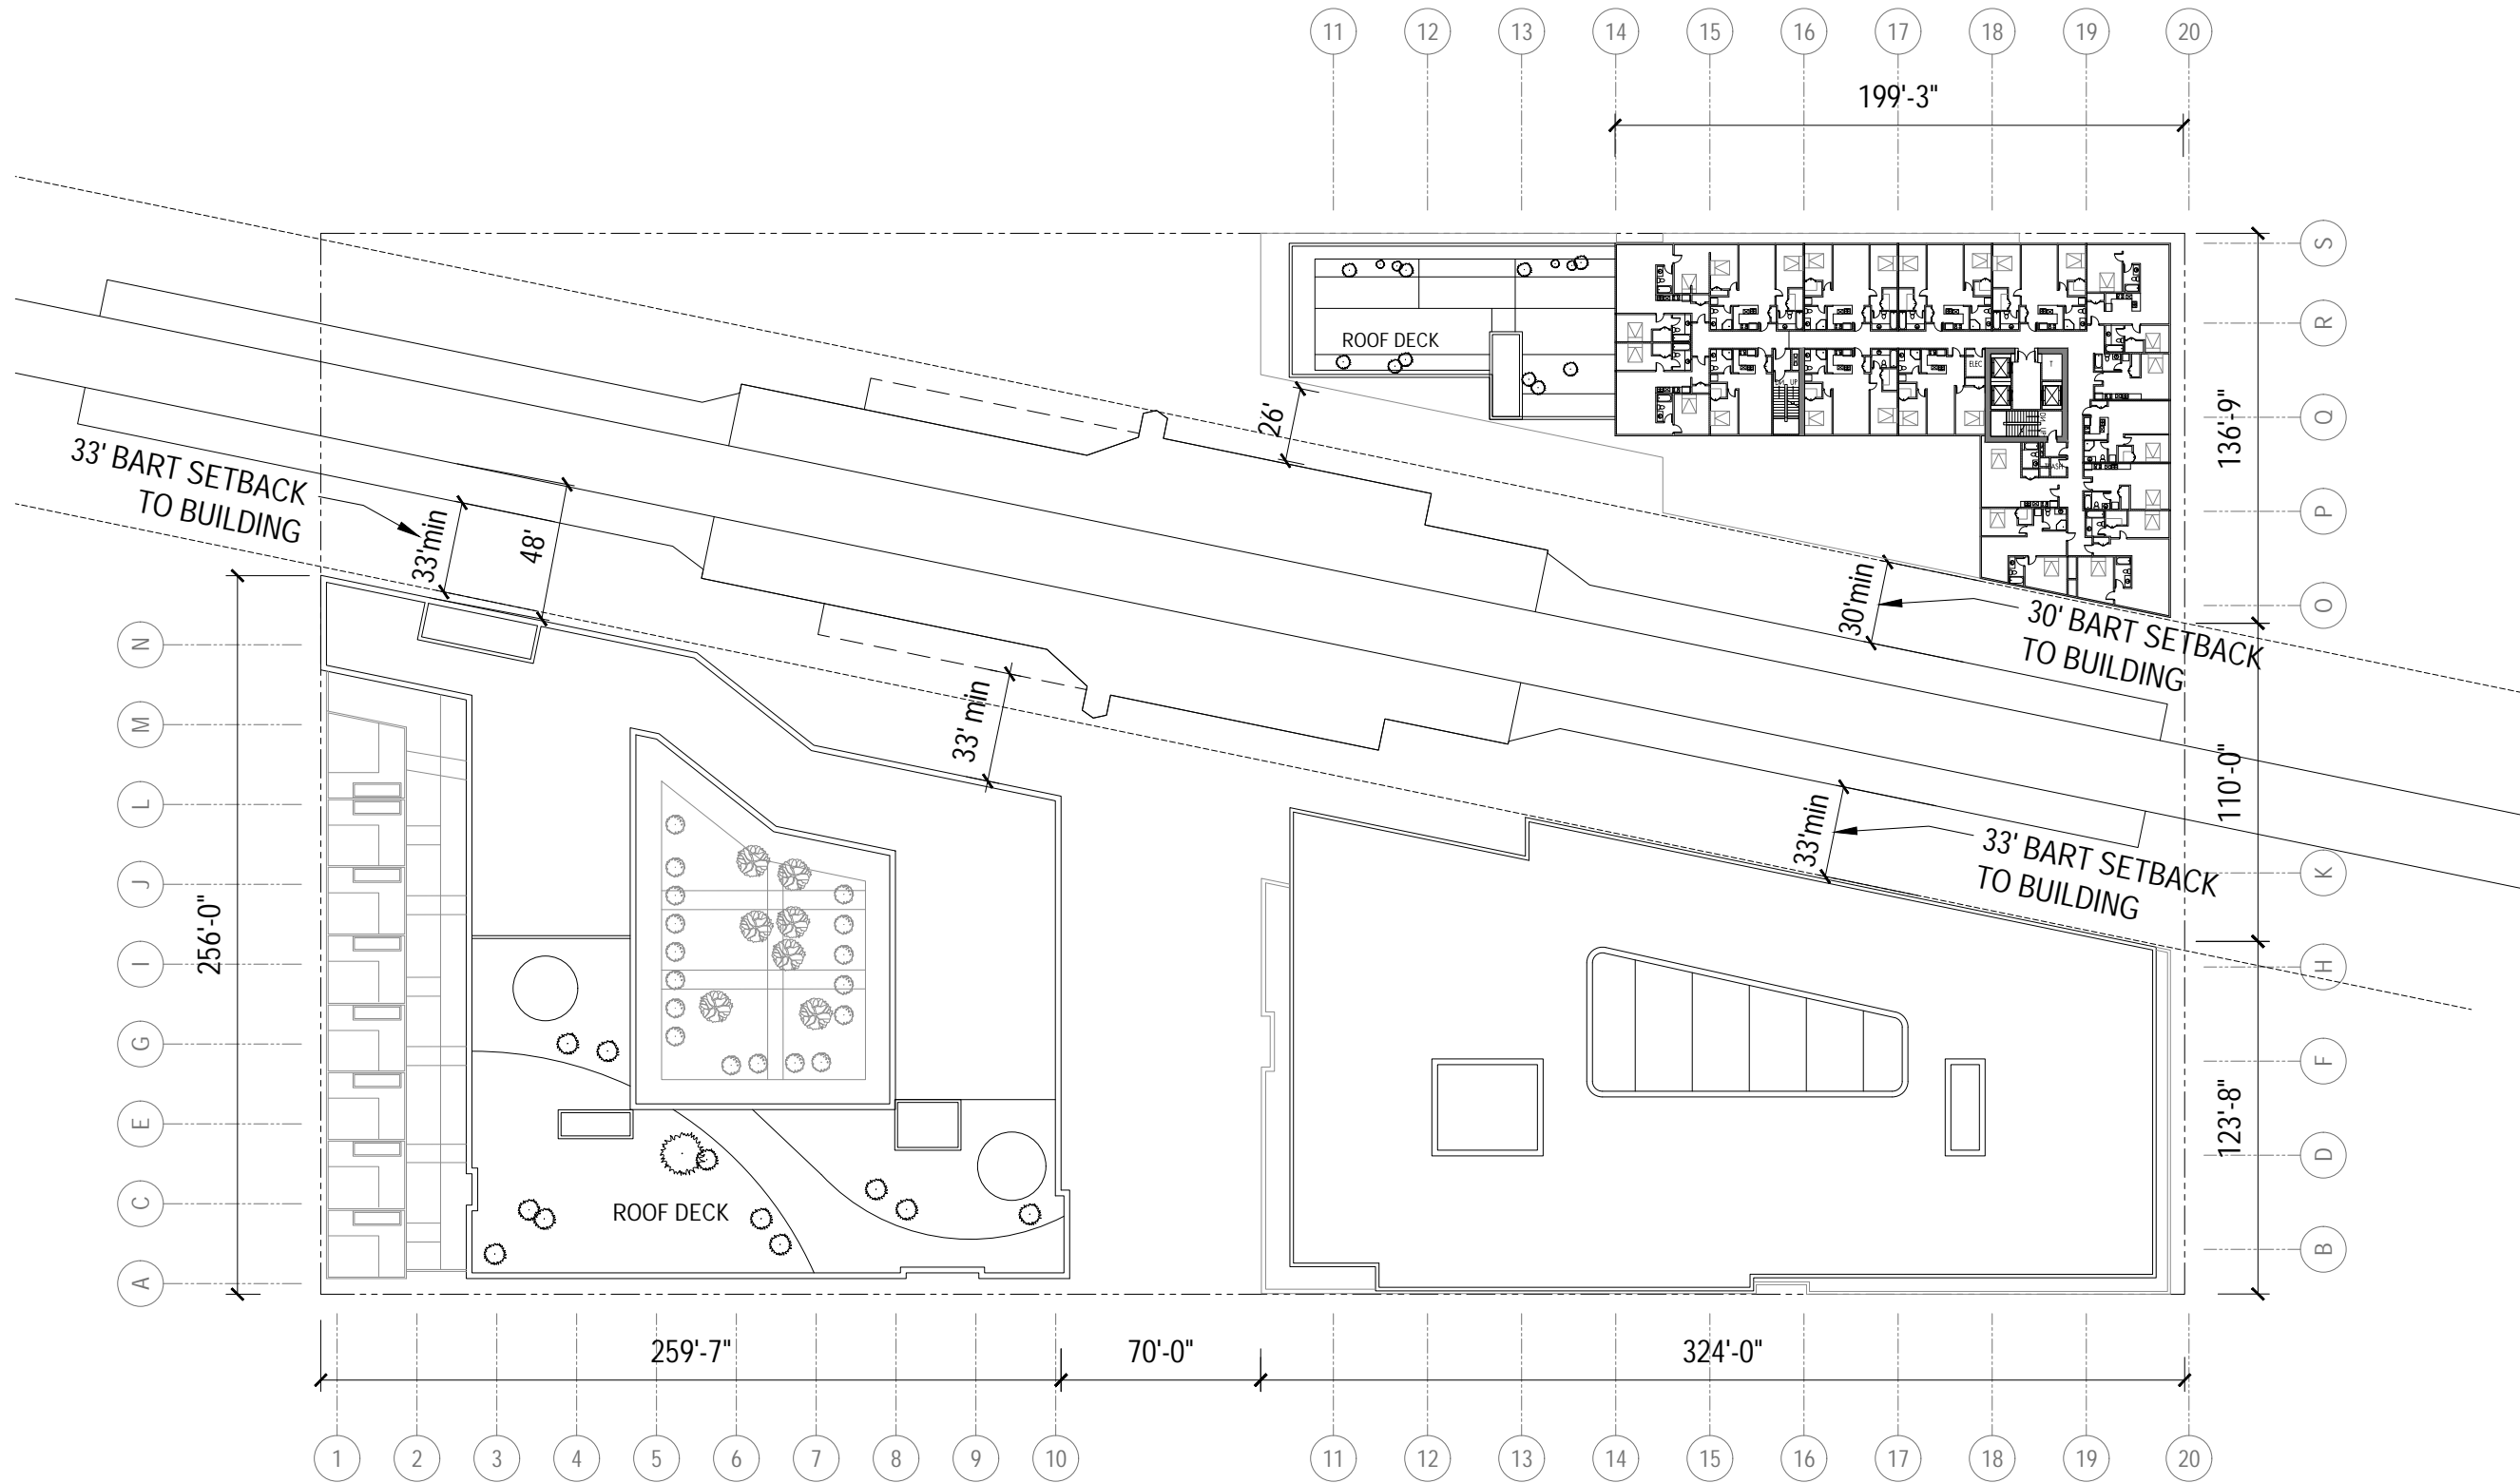 11 12 13 14 15 16 17 18 19 20
199'-3"
S
R
Q
P
O
136'-9"
ROOF DECK
ELEC
UP
TRASH
26'
33' BART SETBACK
TO BUILDING
33'min
48'
30'min
30' BART SETBACK
TO BUILDING
33' min
110'-0"
33'min
33' BART SETBACK
TO BUILDING
N
M
L
J
I
G
E
C
A
256'-0"
K
H
F
D
B
123'-8"
ROOF DECK
259'-7"
70'-0"
324'-0"
1 2 3 4 5 6 7 8 9 10 11 12 13 14 15 16 17 18 19 20